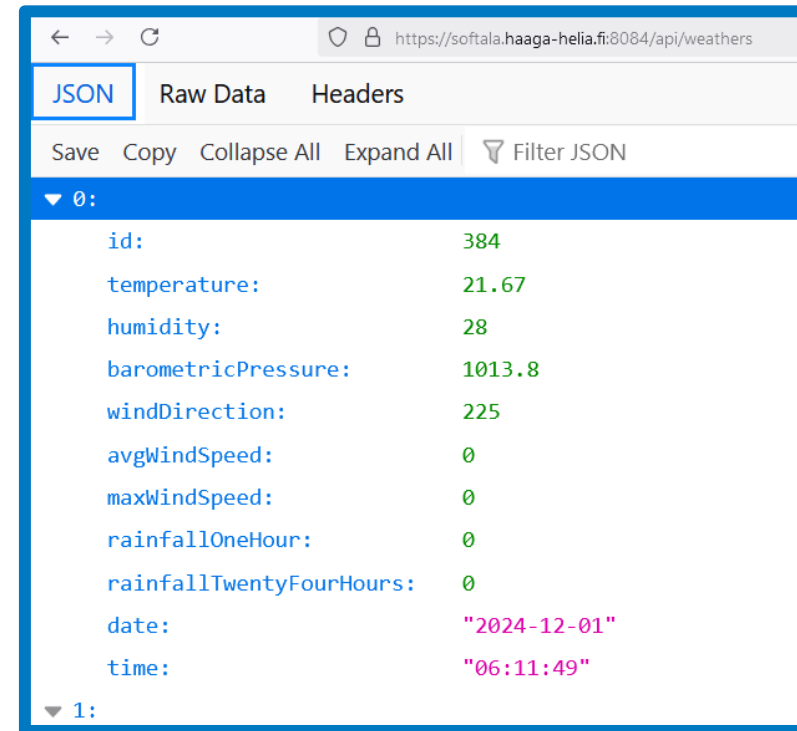 https://softala.haaga-helia.fi:8084/api/weathers
JSON Raw Data Headers
Save Copy Collapse All Expand All Filter JSON
0:
id: 384
temperature: 21.67
humidity: 28
barometricPressure: 1013.8
windDirection: 225
avgWindSpeed: 0
maxWindSpeed: 0
rainfallOneHour: 0
rainfallTwentyFourHours: 0
date: "2024-12-01"
time: "06:11:49"
1: